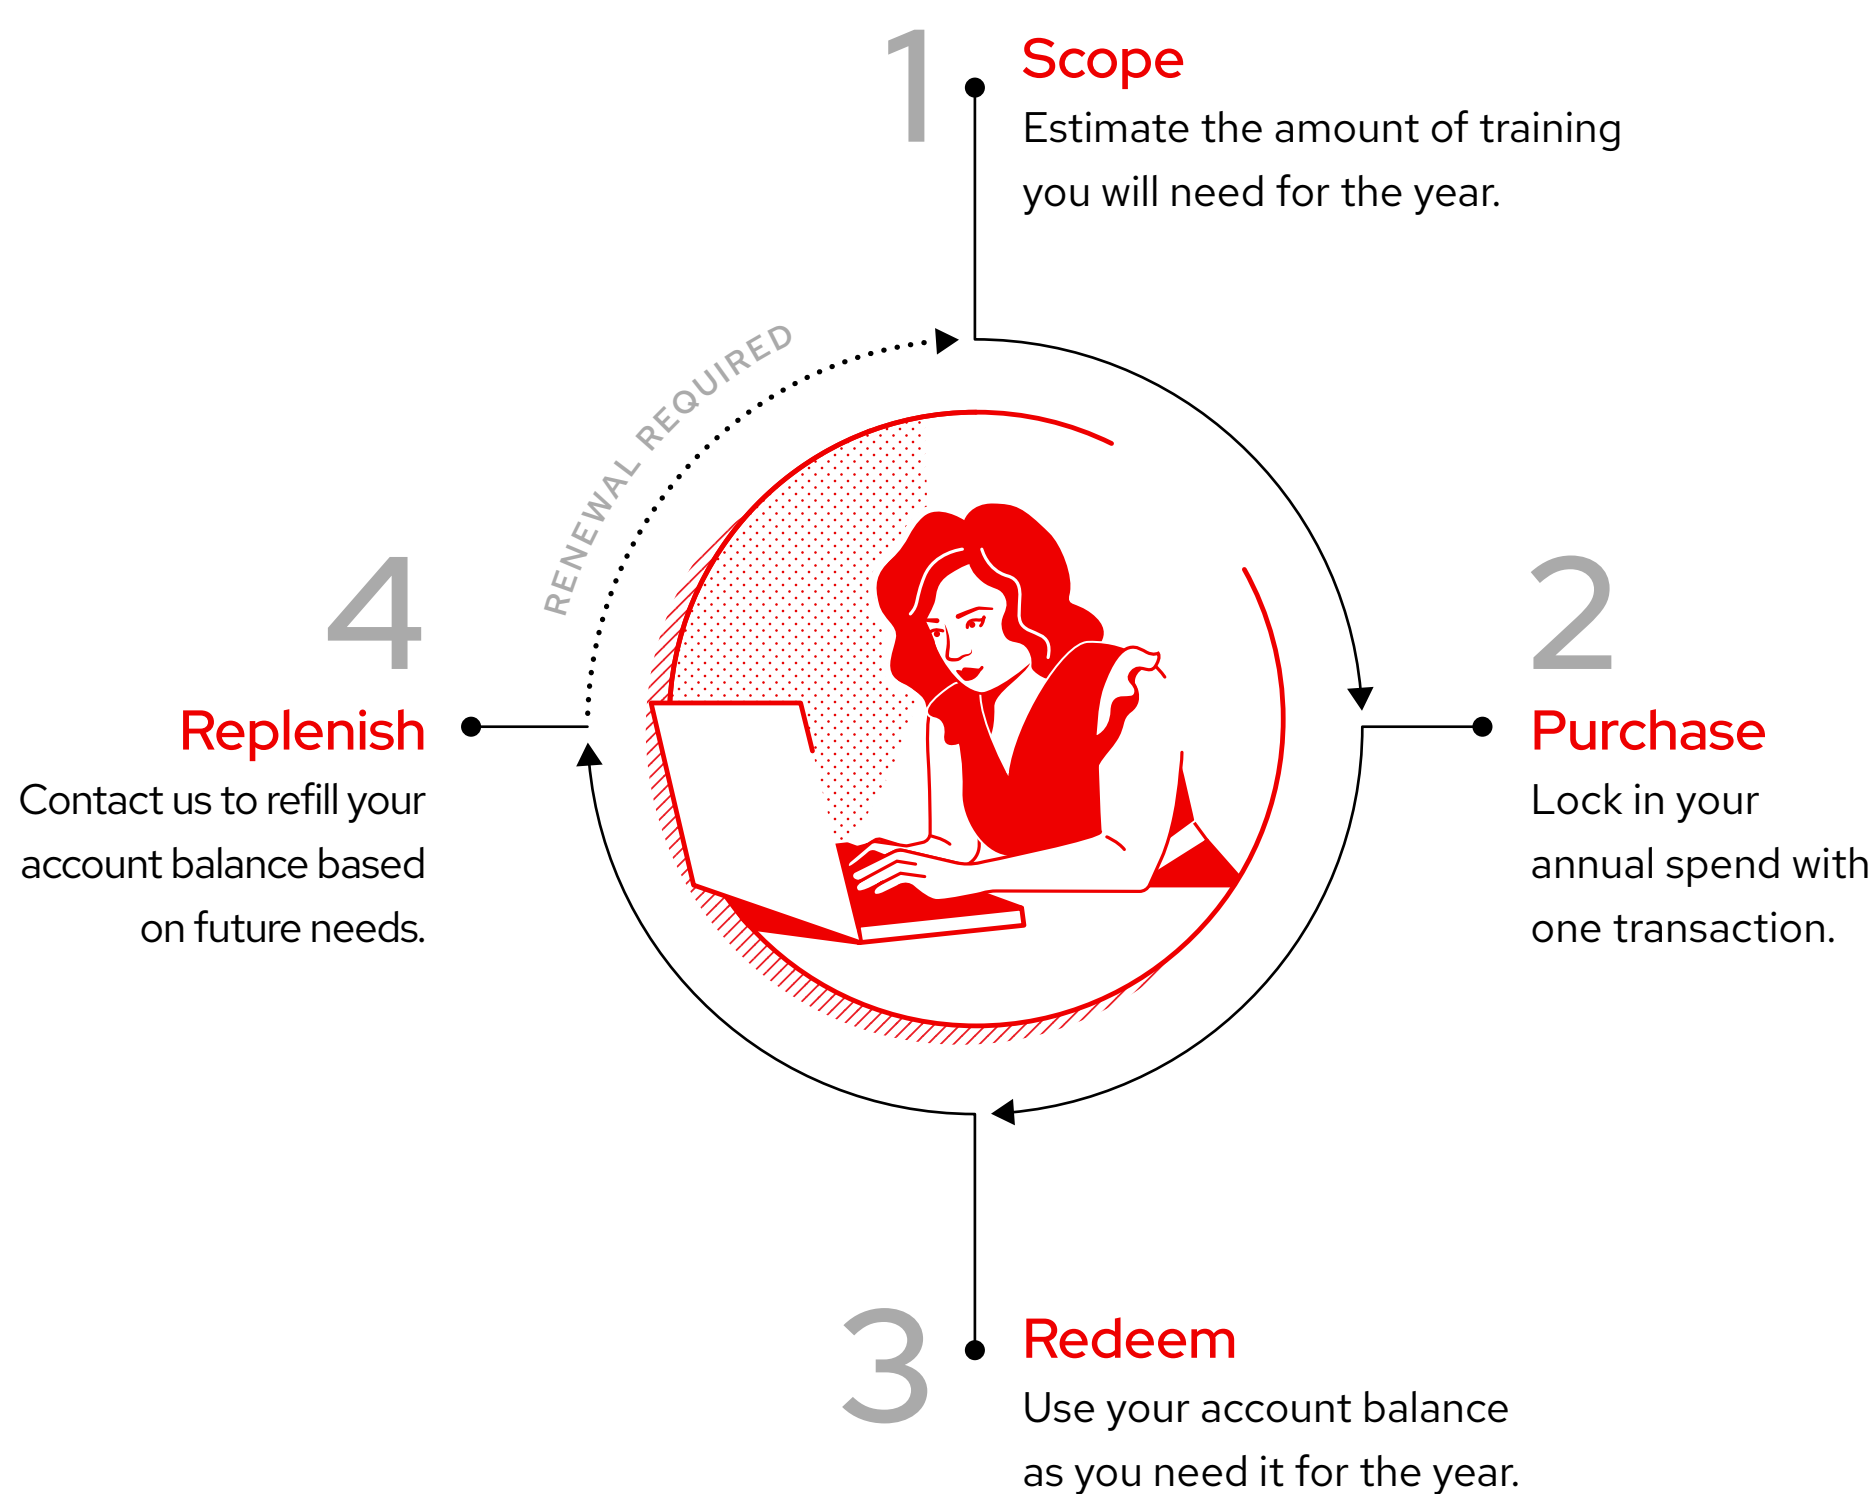 1
Scope
Estimate the amount of training
you will need for the year.
RENEWAL REQUIRED
2
Purchase
Lock in your
annual spend with
one transaction.
3
Redeem
Use your account balance
as you need it for the year.
4
Replenish
Contact us to refill your
account balance based
on future needs.